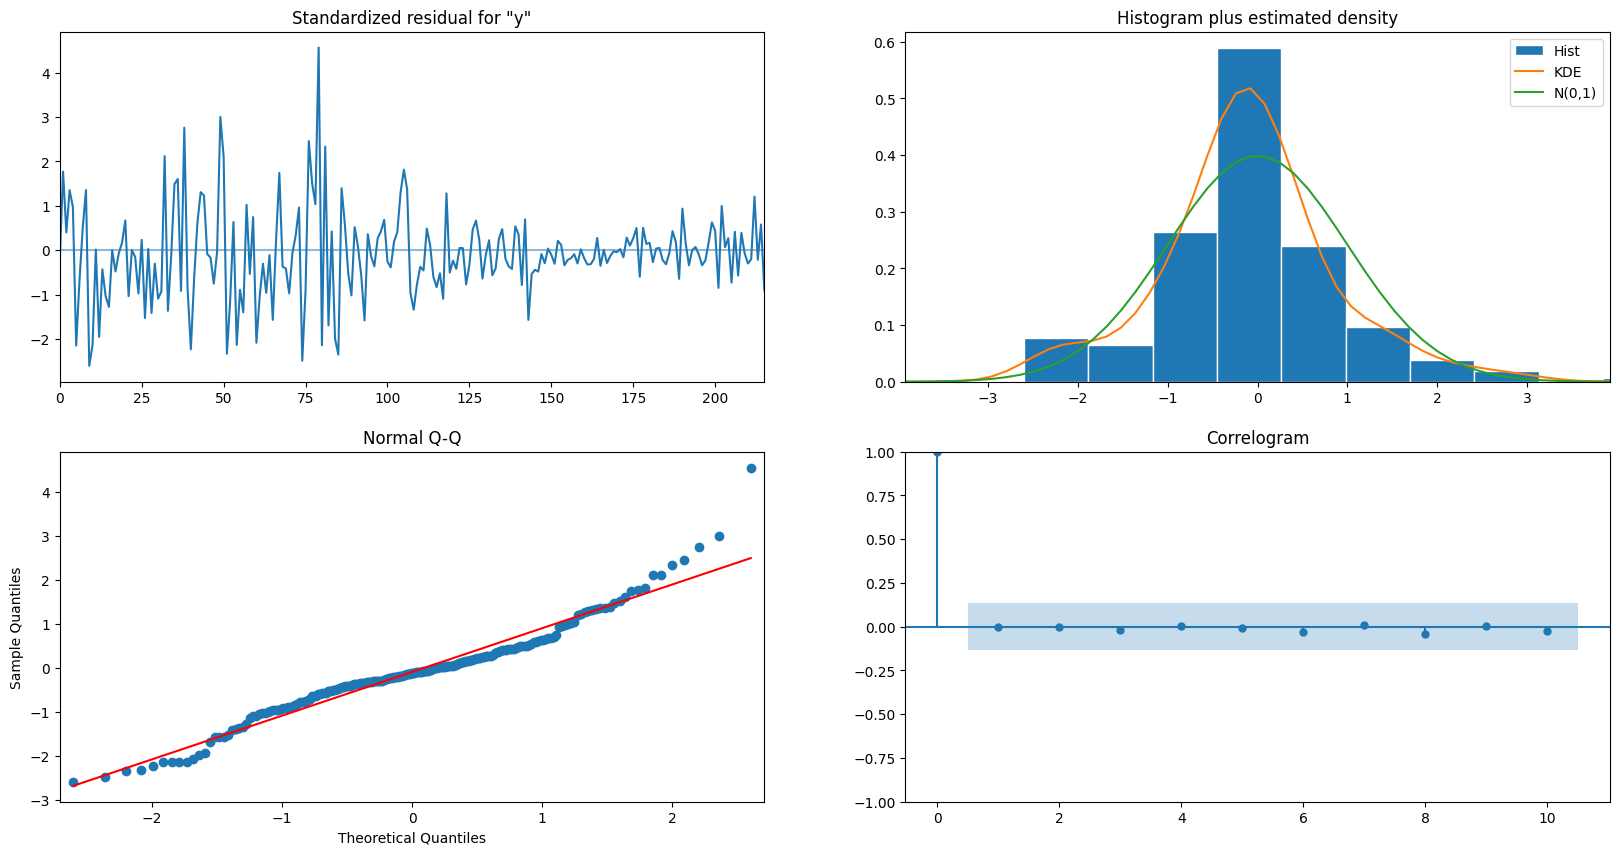 Standardized residual for "y"
4
3
2
1
0
−1
−2
0 25 50 75 100 125 150 175 200
Histogram plus estimated density
0.6
0.5
0.4
0.3
0.2
0.1
0.0
Hist
KDE
N(0,1)
−3 −2 −1 0 1 2 3
Normal Q-Q
Sample Quantiles
4
3
2
1
0
−1
−2
−3
−2 −1 0 1 2
Theoretical Quantiles
Correlogram
1.00
0.75
0.50
0.25
0.00
−0.25
−0.50
−0.75
−1.00
0 2 4 6 8 10